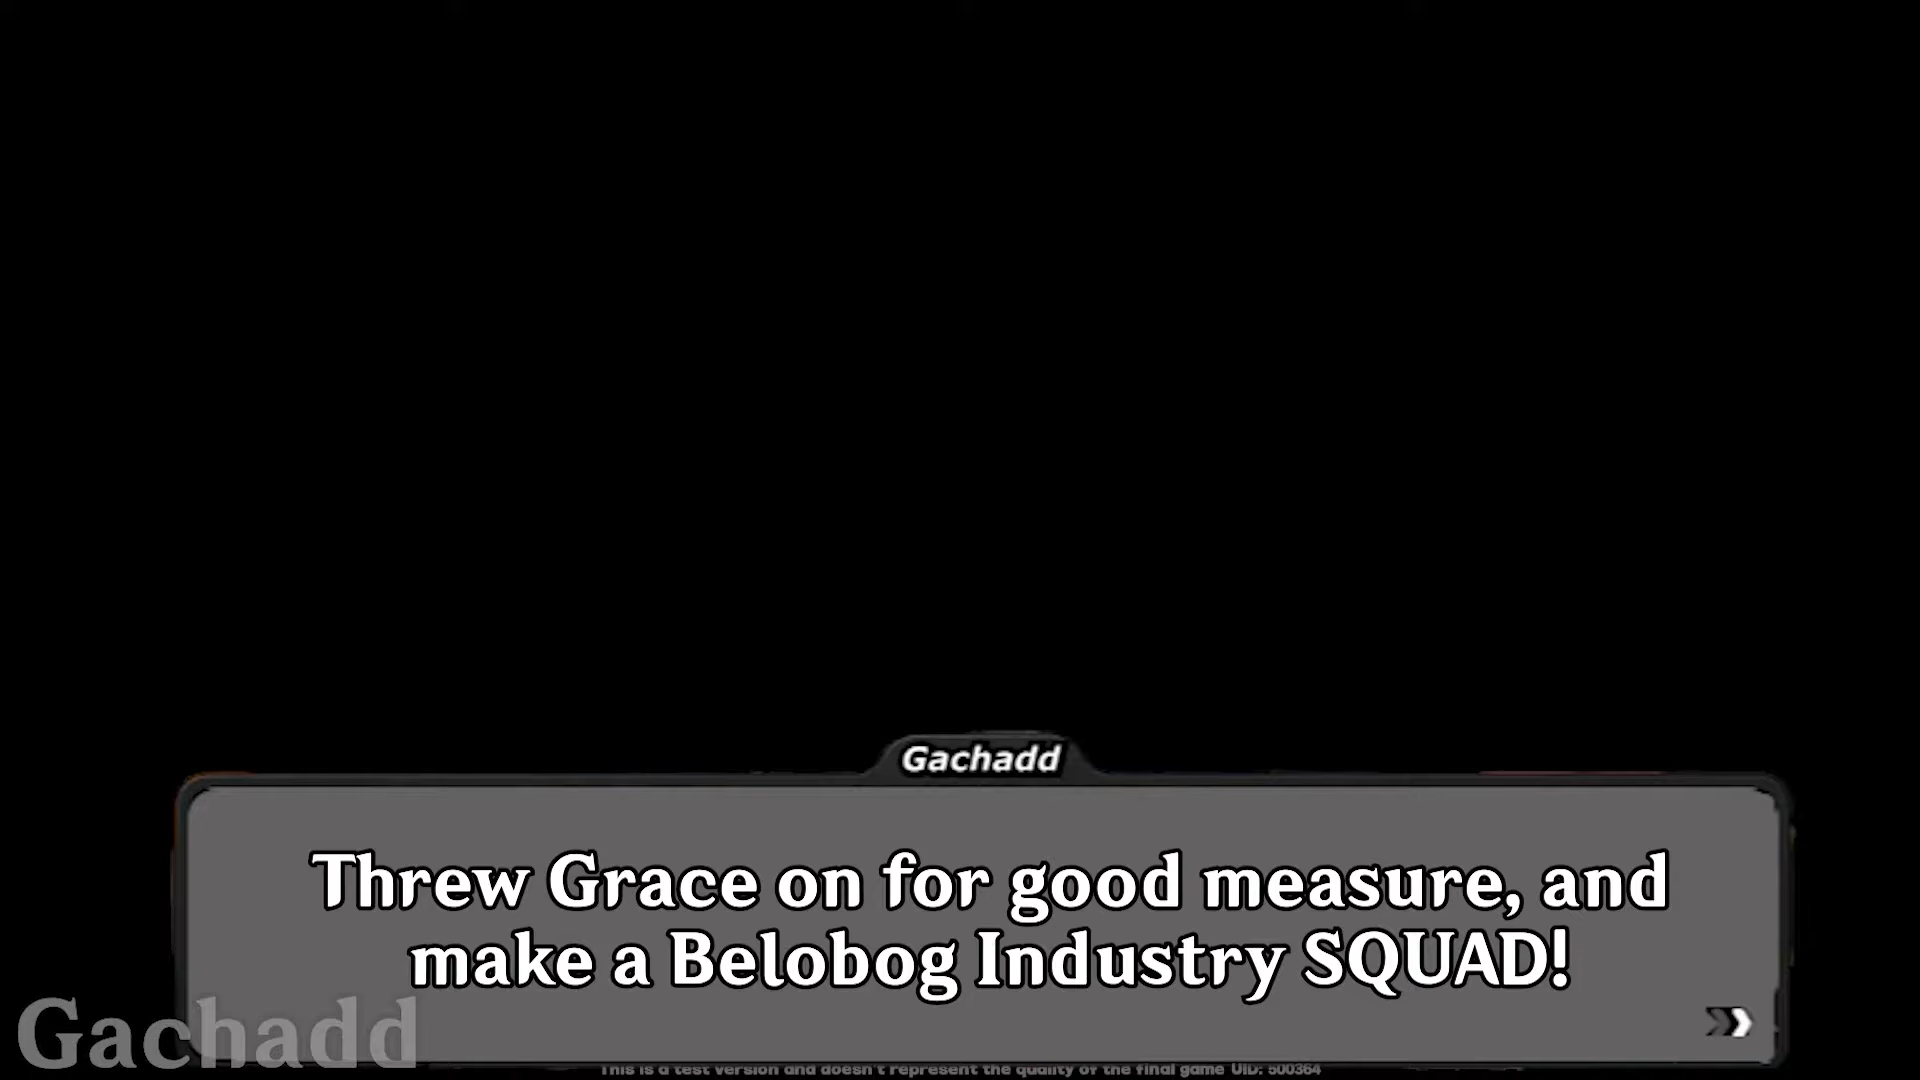 Gachadd
Threw Grace on for good measure, and
make a Belobog Industry SQUAD!
Gachadd
This is a test version and doesn't represent the quality of the final game UID: 500364